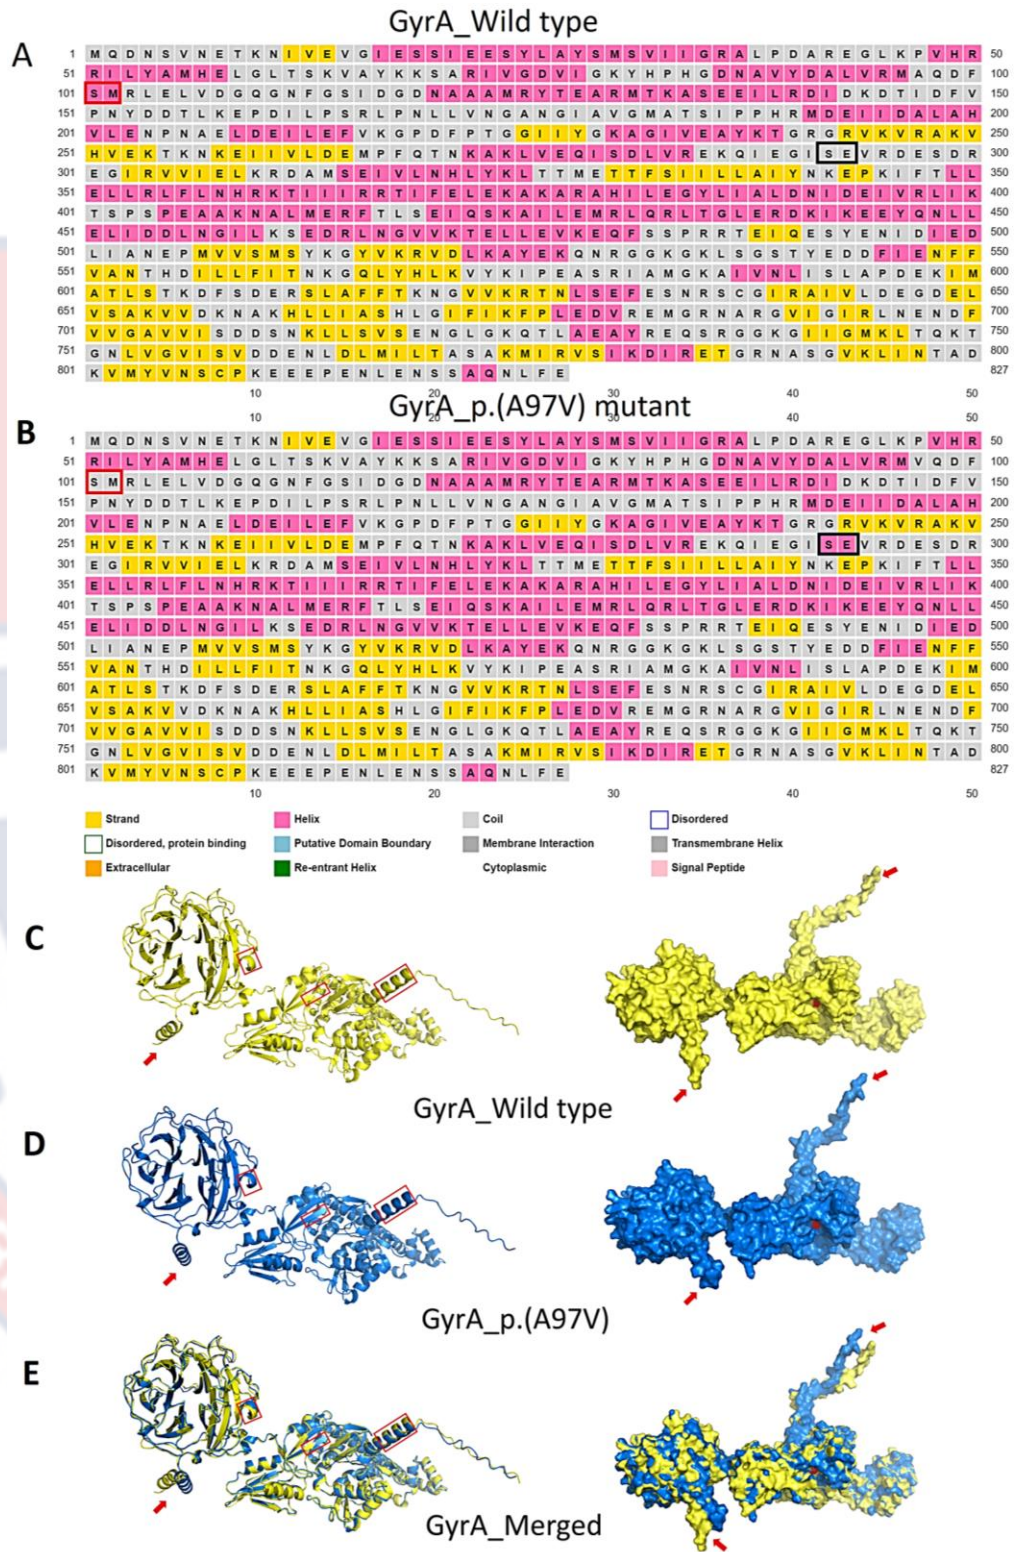 GyrA_Wild type
A
1 M Q D N S V N E T K N I V E V G I E S S I E E S Y L A Y S M S V I I G R A L P D A R E G L K P V H R 50
51 R I L Y A M H E L G L T S K V A Y K K S A R I V G D V I G K Y H P H G D N A V Y D A L V R M A Q D F 100
101 S M R L E L V D G Q G N F G S I D G D N A A A M R Y T E A R M T K A S E E I L R D I D K D T I D F V 150
151 P N Y D D T L K E P D I L P S R L P N L L V N G A N G I A V G M A T S I P P H R M D E I I D A L A H 200
201 V L E N P N A E L D E I L E F V K G P D F P T G G I I Y G K A G I V E A Y K T G R G R V K V R A K V 250
251 H V E K T K N K E I I V L D E M P F Q T N K A K L V E Q I S D L V R E K Q I E G I S E V R D E S D R 300
301 E G I R V V I E L K R D A M S E I V L N H L Y K L T T M E T T F S I I L L A I Y N K E P K I F T L L 350
351 E L L R L F L N H R K T I I I R R T I F E L E K A K A R A H I L E G Y L I A L D N I D E I V R L I K 400
401 T S P S P E A A K N A L M E R F T L S E I Q S K A I L E M R L Q R L T G L E R D K I K E E Y Q N L L 450
451 E L I D D L N G I L K S E D R L N G V V K T E L L E V K E Q F S S P R R T E I Q E S Y E N I D I E D 500
501 L I A N E P M V V S M S Y K G Y V K R V D L K A Y E K Q N R G G K G K L S G S T Y E D D F I E N F F 550
551 V A N T H D I L L F I T N K G Q L Y H L K V Y K I P E A S R I A M G K A I V N L I S L A P D E K I M 600
601 A T L S T K D F S D E R S L A F F T K N G V V K R T N L S E F E S N R S C G I R A I V L D E G D E L 650
651 V S A K V V D K N A K H L L I A S H L G I F I K F P L E D V R E M G R N A R G V I G I R L N E N D F 700
701 V V G A V V I S D D S N K L L S V S E N G L G K Q T L A E A Y R E Q S R G G K G I I G M K L T Q K T 750
751 G N L V G V I S V D D E N L D L M I L T A S A K M I R V S I K D I R E T G R N A S G V K L I N T A D 800
801 K V M Y V N S C P K E E E P E N L E N S S A Q N L F E 827
10 20 30 40 50
GyrA_p.(A97V) mutant
10 20 30 40 50
B
1 M Q D N S V N E T K N I V E V G I E S S I E E S Y L A Y S M S V I I G R A L P D A R E G L K P V H R 50
51 R I L Y A M H E L G L T S K V A Y K K S A R I V G D V I G K Y H P H G D N A V Y D A L V R M V Q D F 100
101 S M R L E L V D G Q G N F G S I D G D N A A A M R Y T E A R M T K A S E E I L R D I D K D T I D F V 150
151 P N Y D D T L K E P D I L P S R L P N L L V N G A N G I A V G M A T S I P P H R M D E I I D A L A H 200
201 V L E N P N A E L D E I L E F V K G P D F P T G G I I Y G K A G I V E A Y K T G R G R V K V R A K V 250
251 H V E K T K N K E I I V L D E M P F Q T N K A K L V E Q I S D L V R E K Q I E G I S E V R D E S D R 300
301 E G I R V V I E L K R D A M S E I V L N H L Y K L T T M E T T F S I I L L A I Y N K E P K I F T L L 350
351 E L L R L F L N H R K T I I I R R T I F E L E K A K A R A H I L E G Y L I A L D N I D E I V R L I K 400
401 T S P S P E A A K N A L M E R F T L S E I Q S K A I L E M R L Q R L T G L E R D K I K E E Y Q N L L 450
451 E L I D D L N G I L K S E D R L N G V V K T E L L E V K E Q F S S P R R T E I Q E S Y E N I D I E D 500
501 L I A N E P M V V S M S Y K G Y V K R V D L K A Y E K Q N R G G K G K L S G S T Y E D D F I E N F F 550
551 V A N T H D I L L F I T N K G Q L Y H L K V Y K I P E A S R I A M G K A I V N L I S L A P D E K I M 600
601 A T L S T K D F S D E R S L A F F T K N G V V K R T N L S E F E S N R S C G I R A I V L D E G D E L 650
651 V S A K V V D K N A K H L L I A S H L G I F I K F P L E D V R E M G R N A R G V I G I R L N E N D F 700
701 V V G A V V I S D D S N K L L S V S E N G L G K Q T L A E A Y R E Q S R G G K G I I G M K L T Q K T 750
751 G N L V G V I S V D D E N L D L M I L T A S A K M I R V S I K D I R E T G R N A S G V K L I N T A D 800
801 K V M Y V N S C P K E E E P E N L E N S S A Q N L F E 827
10 20 30 40 50
Strand Helix Coil Disordered
Disordered, protein binding Putative Domain Boundary Membrane Interaction Transmembrane Helix
Extracellular Re-entrant Helix Cytoplasmic Signal Peptide
C
GyrA_Wild type
D
GyrA_p.(A97V)
E
GyrA_Merged